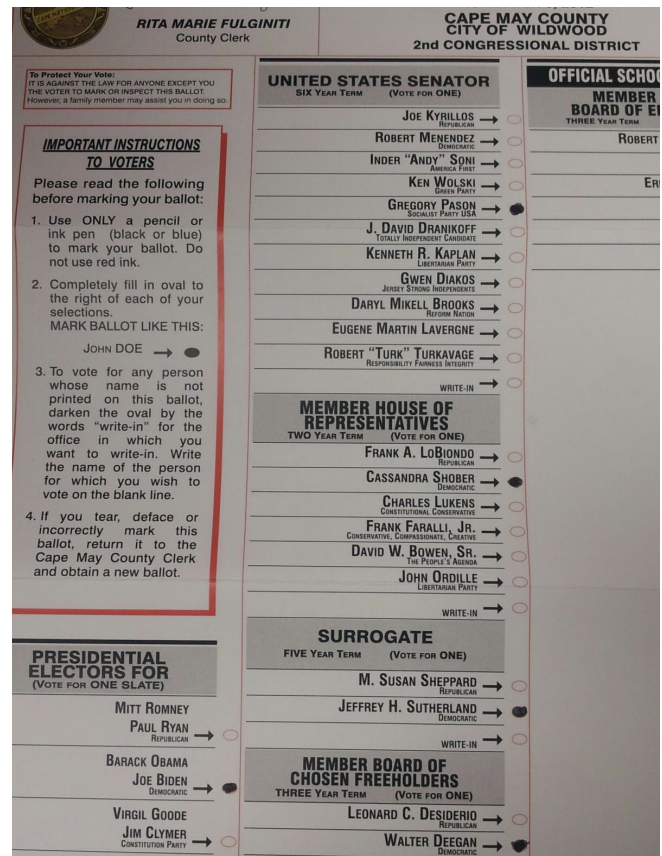 RITA MARIE FULGINITI
County Clerk
CAPE MAY COUNTY
CITY OF WILDWOOD
2nd CONGRESSIONAL DISTRICT
To Protect Your Vote:
IT IS AGAINST THE LAW FOR ANYONE EXCEPT YOU
THE VOTER TO MARK OR INSPECT THIS BALLOT.
However, a family member may assist you in doing so.
IMPORTANT INSTRUCTIONS
TO VOTERS
Please read the following
before marking your ballot:
1. Use ONLY a pencil or
ink pen (black or blue)
to mark your ballot. Do
not use red ink.
2. Completely fill in oval to
the right of each of your
selections.
MARK BALLOT LIKE THIS:
JOHN DOE →
3. To vote for any person
whose name is not
printed on this ballot,
darken the oval by the
words "write-in" for the
office in which you
want to write-in. Write
the name of the person
for which you wish to
vote on the blank line.
4. If you tear, deface or
incorrectly mark this
ballot, return it to the
Cape May County Clerk
and obtain a new ballot.
PRESIDENTIAL
ELECTORS FOR
(VOTE FOR ONE SLATE)
MITT ROMNEY
PAUL RYAN →
REPUBLICAN
BARACK OBAMA
JOE BIDEN →
DEMOCRATIC
VIRGIL GOODE
JIM CLYMER →
CONSTITUTION PARTY
UNITED STATES SENATOR
SIX YEAR TERM (VOTE FOR ONE)
JOE KYRILLOS →
REPUBLICAN
ROBERT MENENDEZ →
DEMOCRATIC
INDER "ANDY" SONI →
AMERICA FIRST
KEN WOLSKI →
GREEN PARTY
GREGORY PASON →
SOCIALIST PARTY USA
J. DAVID DRANIKOFF →
TOTALLY INDEPENDENT CANDIDATE
KENNETH R. KAPLAN →
LIBERTARIAN PARTY
GWEN DIAKOS →
JERSEY STRONG INDEPENDENTS
DARYL MIKELL BROOKS →
REFORM NATION
EUGENE MARTIN LAVERGNE →
ROBERT "TURK" TURKAVAGE →
RESPONSIBILITY FAIRNESS INTEGRITY
WRITE-IN →
MEMBER HOUSE OF
REPRESENTATIVES
TWO YEAR TERM (VOTE FOR ONE)
FRANK A. LOBIONDO →
REPUBLICAN
CASSANDRA SHOBER →
DEMOCRATIC
CHARLES LUKENS →
CONSTITUTIONAL CONSERVATIVE
FRANK FARALLI, JR. →
CONSERVATIVE, COMPASSIONATE, CREATIVE
DAVID W. BOWEN, SR. →
THE PEOPLE'S AGENDA
JOHN ORDILLE →
LIBERTARIAN PARTY
WRITE-IN →
SURROGATE
FIVE YEAR TERM (VOTE FOR ONE)
M. SUSAN SHEPPARD →
REPUBLICAN
JEFFREY H. SUTHERLAND →
DEMOCRATIC
WRITE-IN →
MEMBER BOARD OF
CHOSEN FREEHOLDERS
THREE YEAR TERM (VOTE FOR ONE)
LEONARD C. DESIDERIO →
REPUBLICAN
WALTER DEEGAN →
DEMOCRATIC
OFFICIAL SCHOO
MEMBER
BOARD OF E
THREE YEAR TERM
ROBERT